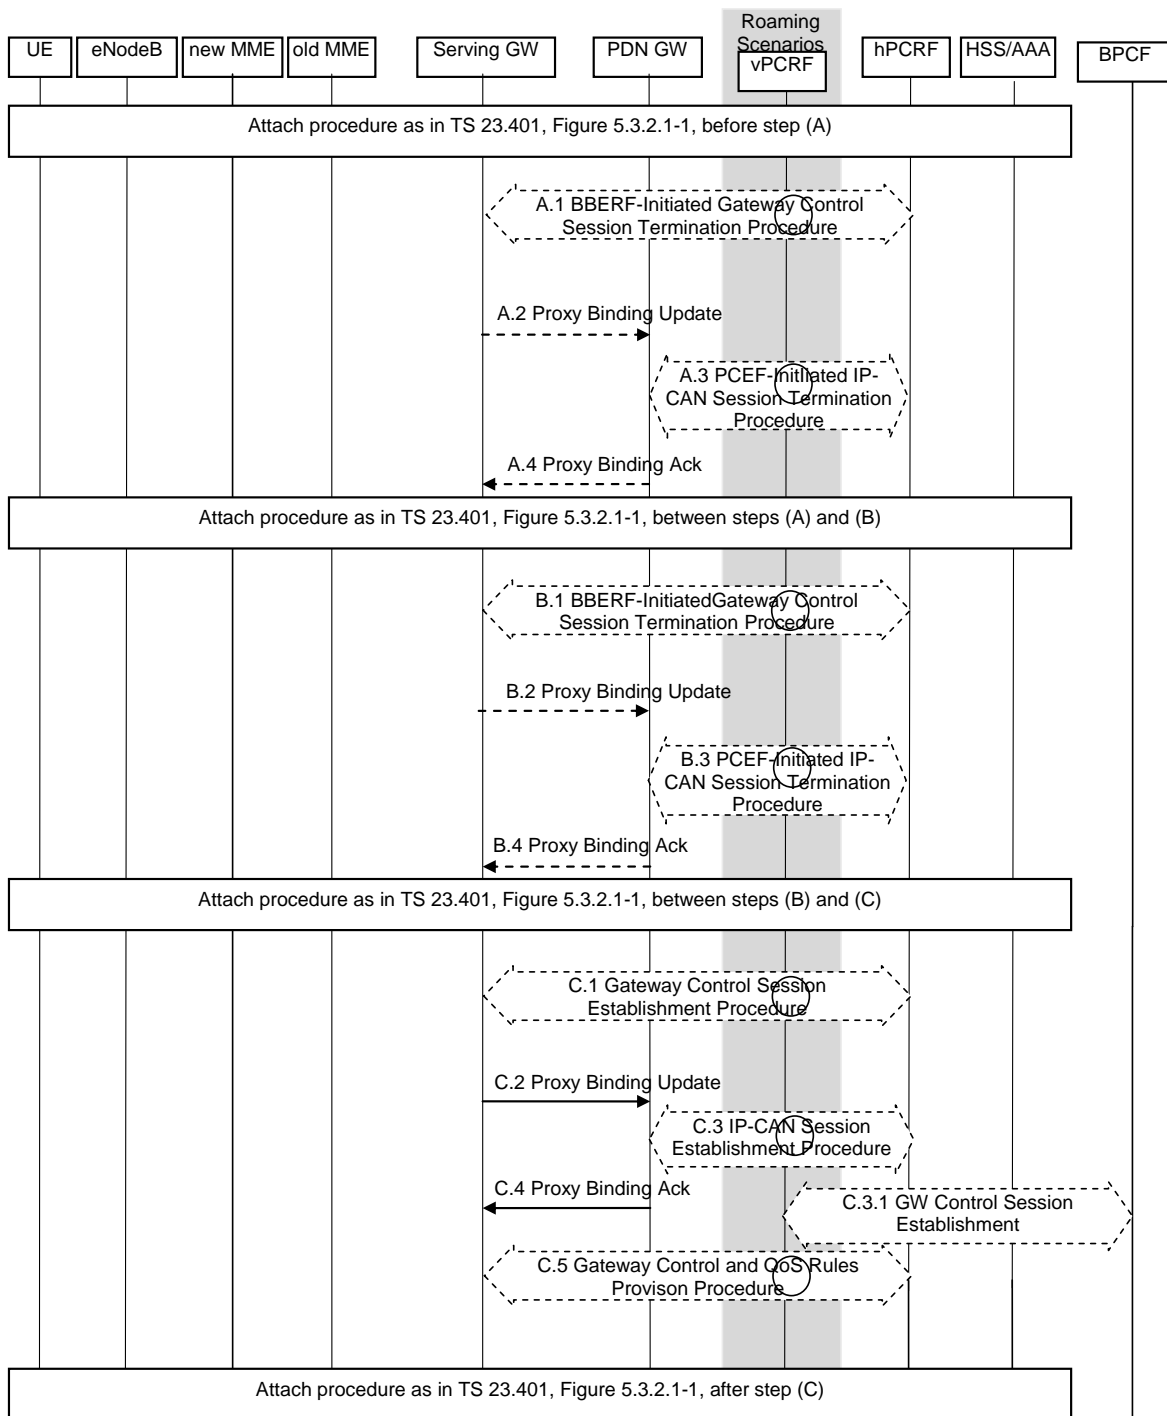 Roaming
Scenarios
UE
eNodeB
new MME
old MME
Serving GW
PDN GW
vPCRF
hPCRF
HSS/AAA
BPCF
Attach procedure as in TS 23.401, Figure 5.3.2.1-1, before step (A)
A.1 BBERF-Initiated Gateway Control
Session Termination Procedure
A.2 Proxy Binding Update
A.3 PCEF-Initiated IP-
CAN Session Termination
Procedure
A.4 Proxy Binding Ack
Attach procedure as in TS 23.401, Figure 5.3.2.1-1, between steps (A) and (B)
B.1 BBERF-InitiatedGateway Control
Session Termination Procedure
B.2 Proxy Binding Update
B.3 PCEF-Initiated IP-
CAN Session Termination
Procedure
B.4 Proxy Binding Ack
Attach procedure as in TS 23.401, Figure 5.3.2.1-1, between steps (B) and (C)
C.1 Gateway Control Session
Establishment Procedure
C.2 Proxy Binding Update
C.3 IP-CAN Session
Establishment Procedure
C.4 Proxy Binding Ack
C.3.1 GW Control Session
Establishment
C.5 Gateway Control and QoS Rules
Provison Procedure
Attach procedure as in TS 23.401, Figure 5.3.2.1-1, after step (C)